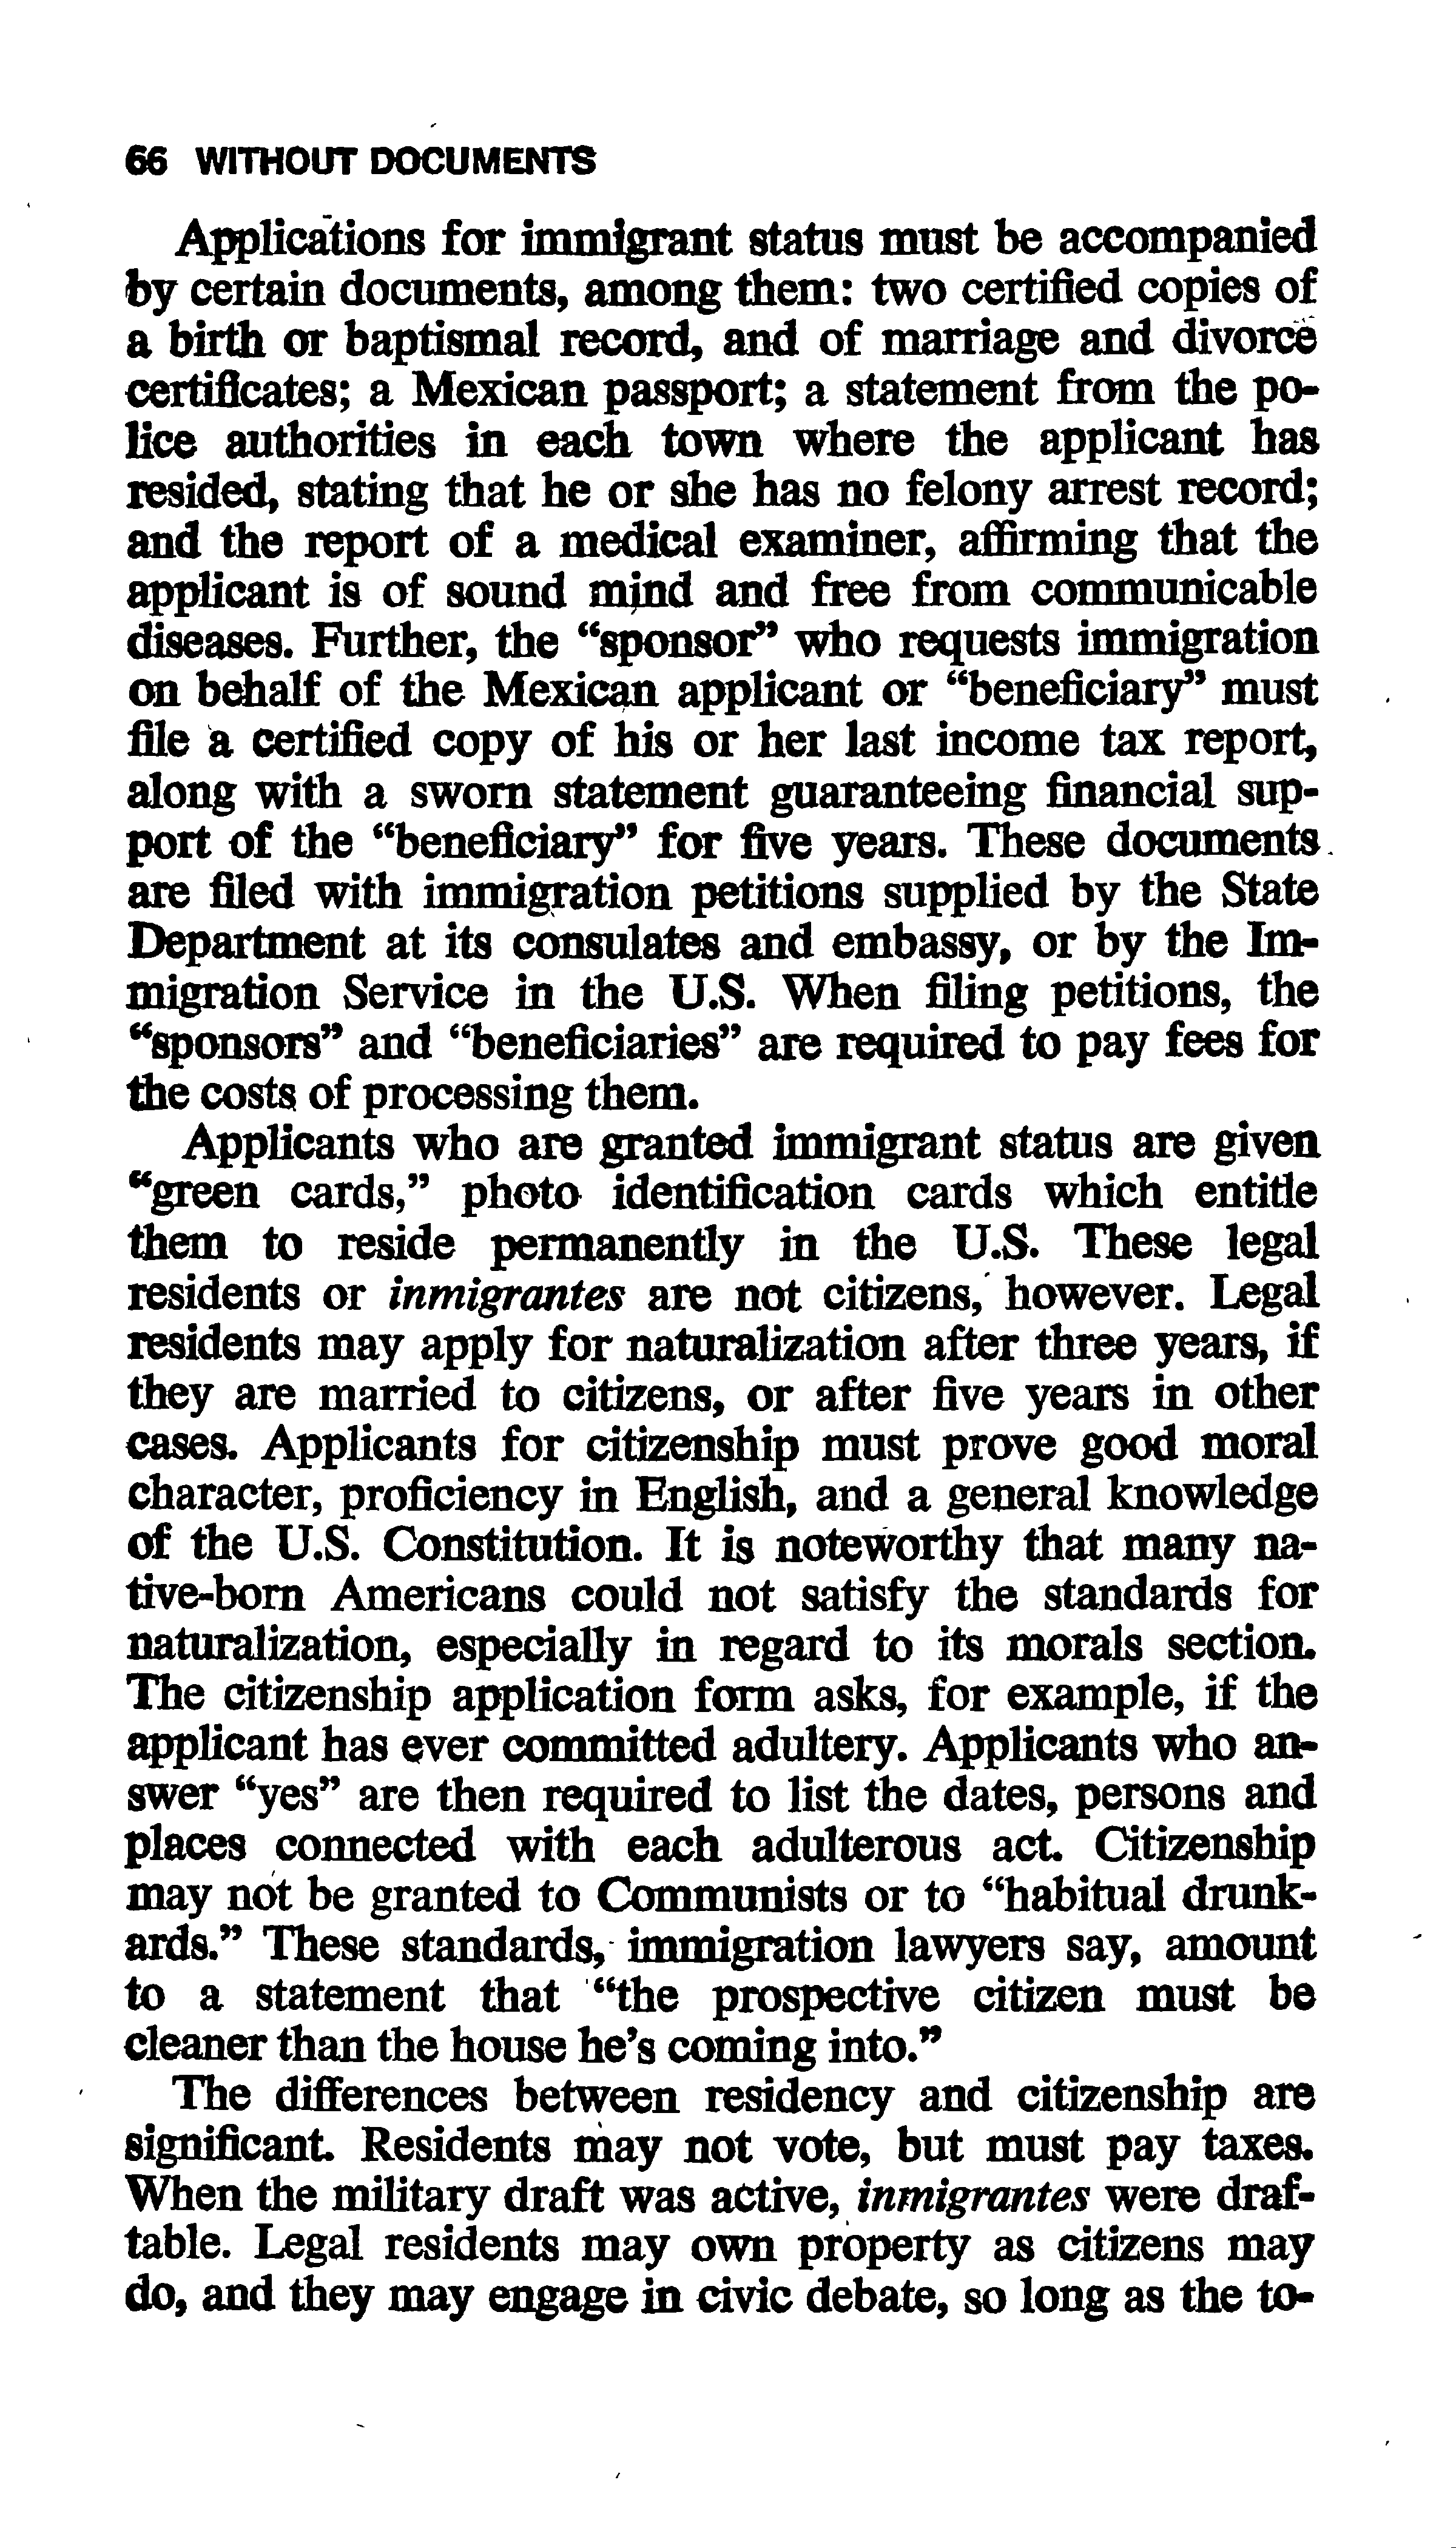 66 WITHOUT DOCUMENTS
Applications for immigrant status must be accompanied
by certain documents, among them: two certified copies of
a birth or baptismal record, and of marriage and divorce
certificates; a Mexican passport; a statement from the po-
lice authorities in each town where the applicant has
resided, stating that he or she has no felony arrest record;
and the report of a medical examiner, affirming that the
applicant is of sound mind and free from communicable
diseases. Further, the “sponsor” who requests immigration
on behalf of the Mexican applicant or “beneficiary” must
file a certified copy of his or her last income tax report,
along with a sworn statement guaranteeing financial sup-
port of the “beneficiary” for five years. These documents
are filed with immigration petitions supplied by the State
Department at its consulates and embassy, or by the Im-
migration Service in the U.S. When filing petitions, the
“sponsors” and “beneficiaries” are required to pay fees for
the costs of processing them.
Applicants who are granted immigrant status are given
“green cards,” photo identification cards which entitle
them to reside permanently in the U.S. These legal
residents or inmigrantes are not citizens, however. Legal
residents may apply for naturalization after three years, if
they are married to citizens, or after five years in other
cases. Applicants for citizenship must prove good moral
character, proficiency in English, and a general knowledge
of the U.S. Constitution. It is noteworthy that many na-
tive-born Americans could not satisfy the standards for
naturalization, especially in regard to its morals section.
The citizenship application form asks, for example, if the
applicant has ever committed adultery. Applicants who an-
swer “yes” are then required to list the dates, persons and
places connected with each adulterous act. Citizenship
may not be granted to Communists or to “habitual drunk-
ards.” These standards, immigration lawyers say, amount
to a statement that “the prospective citizen must be
cleaner than the house he’s coming into.”
The differences between residency and citizenship are
significant. Residents may not vote, but must pay taxes.
When the military draft was active, inmigrantes were draf-
table. Legal residents may own property as citizens may
do, and they may engage in civic debate, so long as the to-